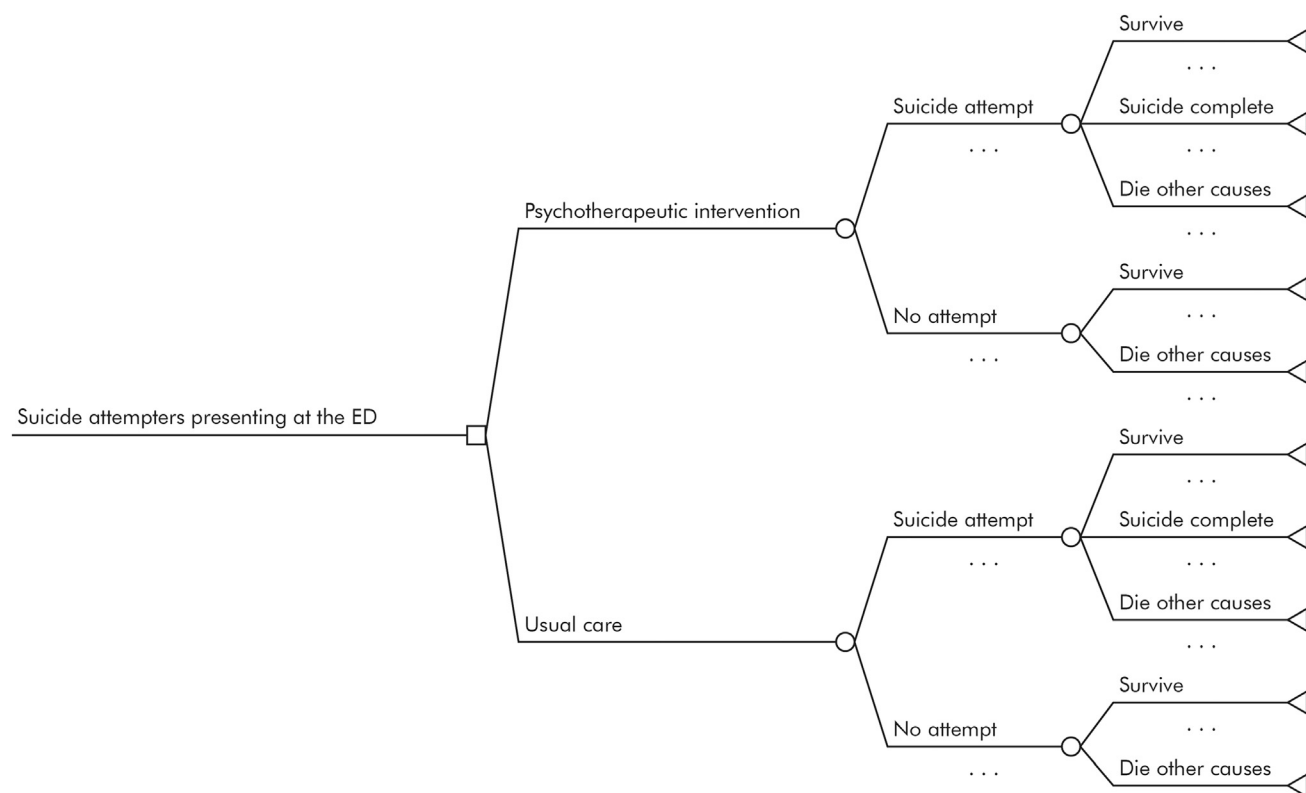 Survive
. . .
Suicide attempt
Suicide complete
. . .
. . .
Die other causes
Psychotherapeutic intervention
. . .
Survive
No attempt
. . .
. . .
Die other causes
. . .
Suicide attempters presenting at the ED
Survive
. . .
Suicide attempt
Suicide complete
. . .
. . .
Die other causes
Usual care
. . .
Survive
No attempt
. . .
. . .
Die other causes